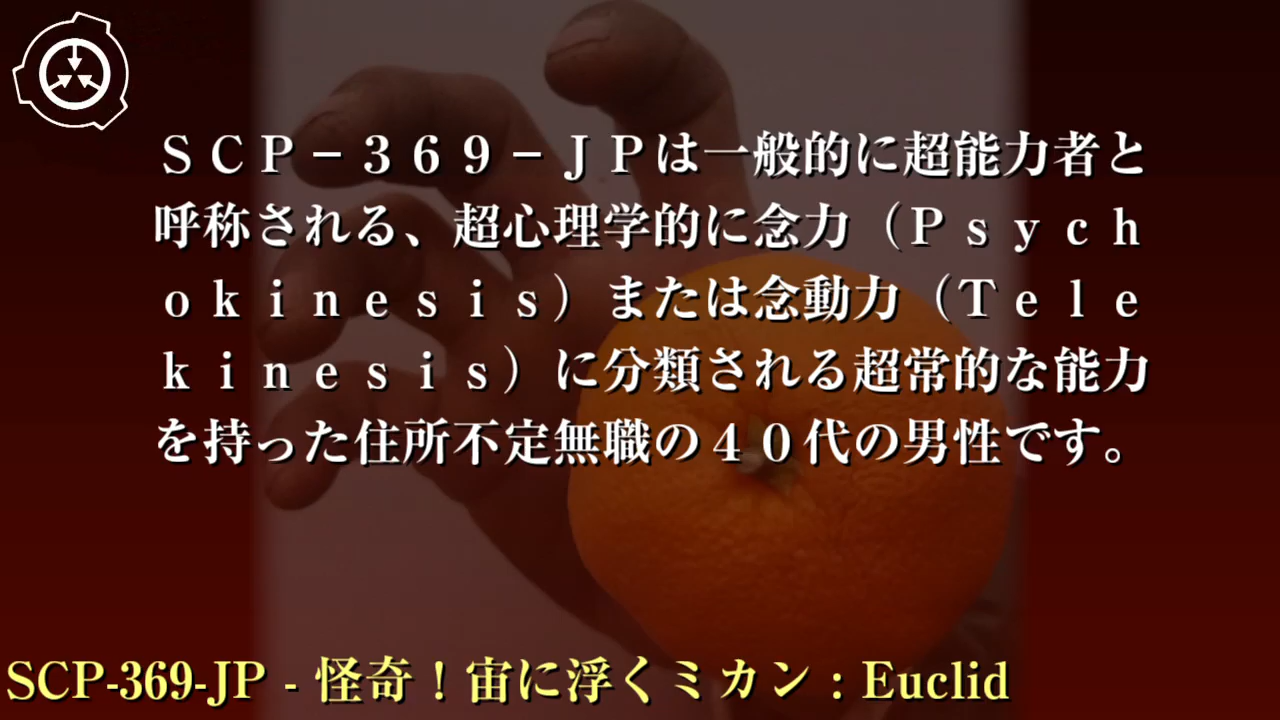 SCP－369－JPは一般的に超能力者と
呼称される、超心理学的に念力（Psych
okinesis）または念動力（Tele
kinesis）に分類される超常的な能力
を持った住所不定無職の40代の男性です。
SCP-369-JP - 怪奇！宙に浮くミカン : Euclid